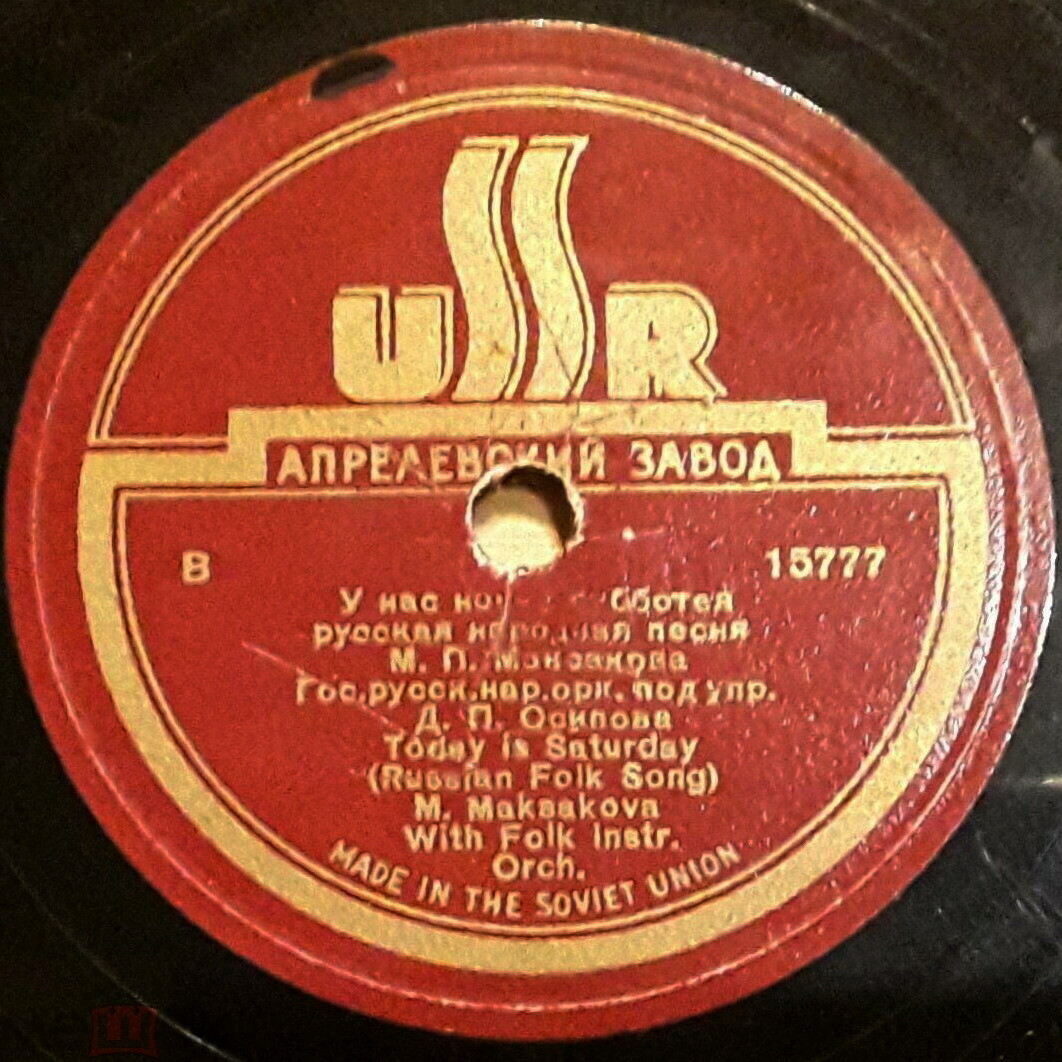 USSR
АПРЕЛЕВСКИЙ ЗАВОД
В 15777
У нас
русская народная песня
М. П. Максакова
Гос.русск.нар.орк. под упр.
Д. П. Осипова
Today is Saturday
(Russian Folk Song)
M. Maksakova
With Folk Instr.
Orch.
MADE IN THE SOVIET UNION